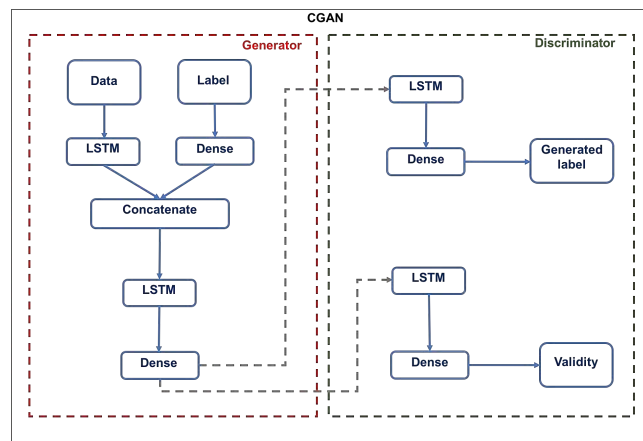 CGAN
Generator
Data
Label
LSTM
Dense
Concatenate
LSTM
Dense
Discriminator
LSTM
Dense
Generated
label
LSTM
Dense
Validity